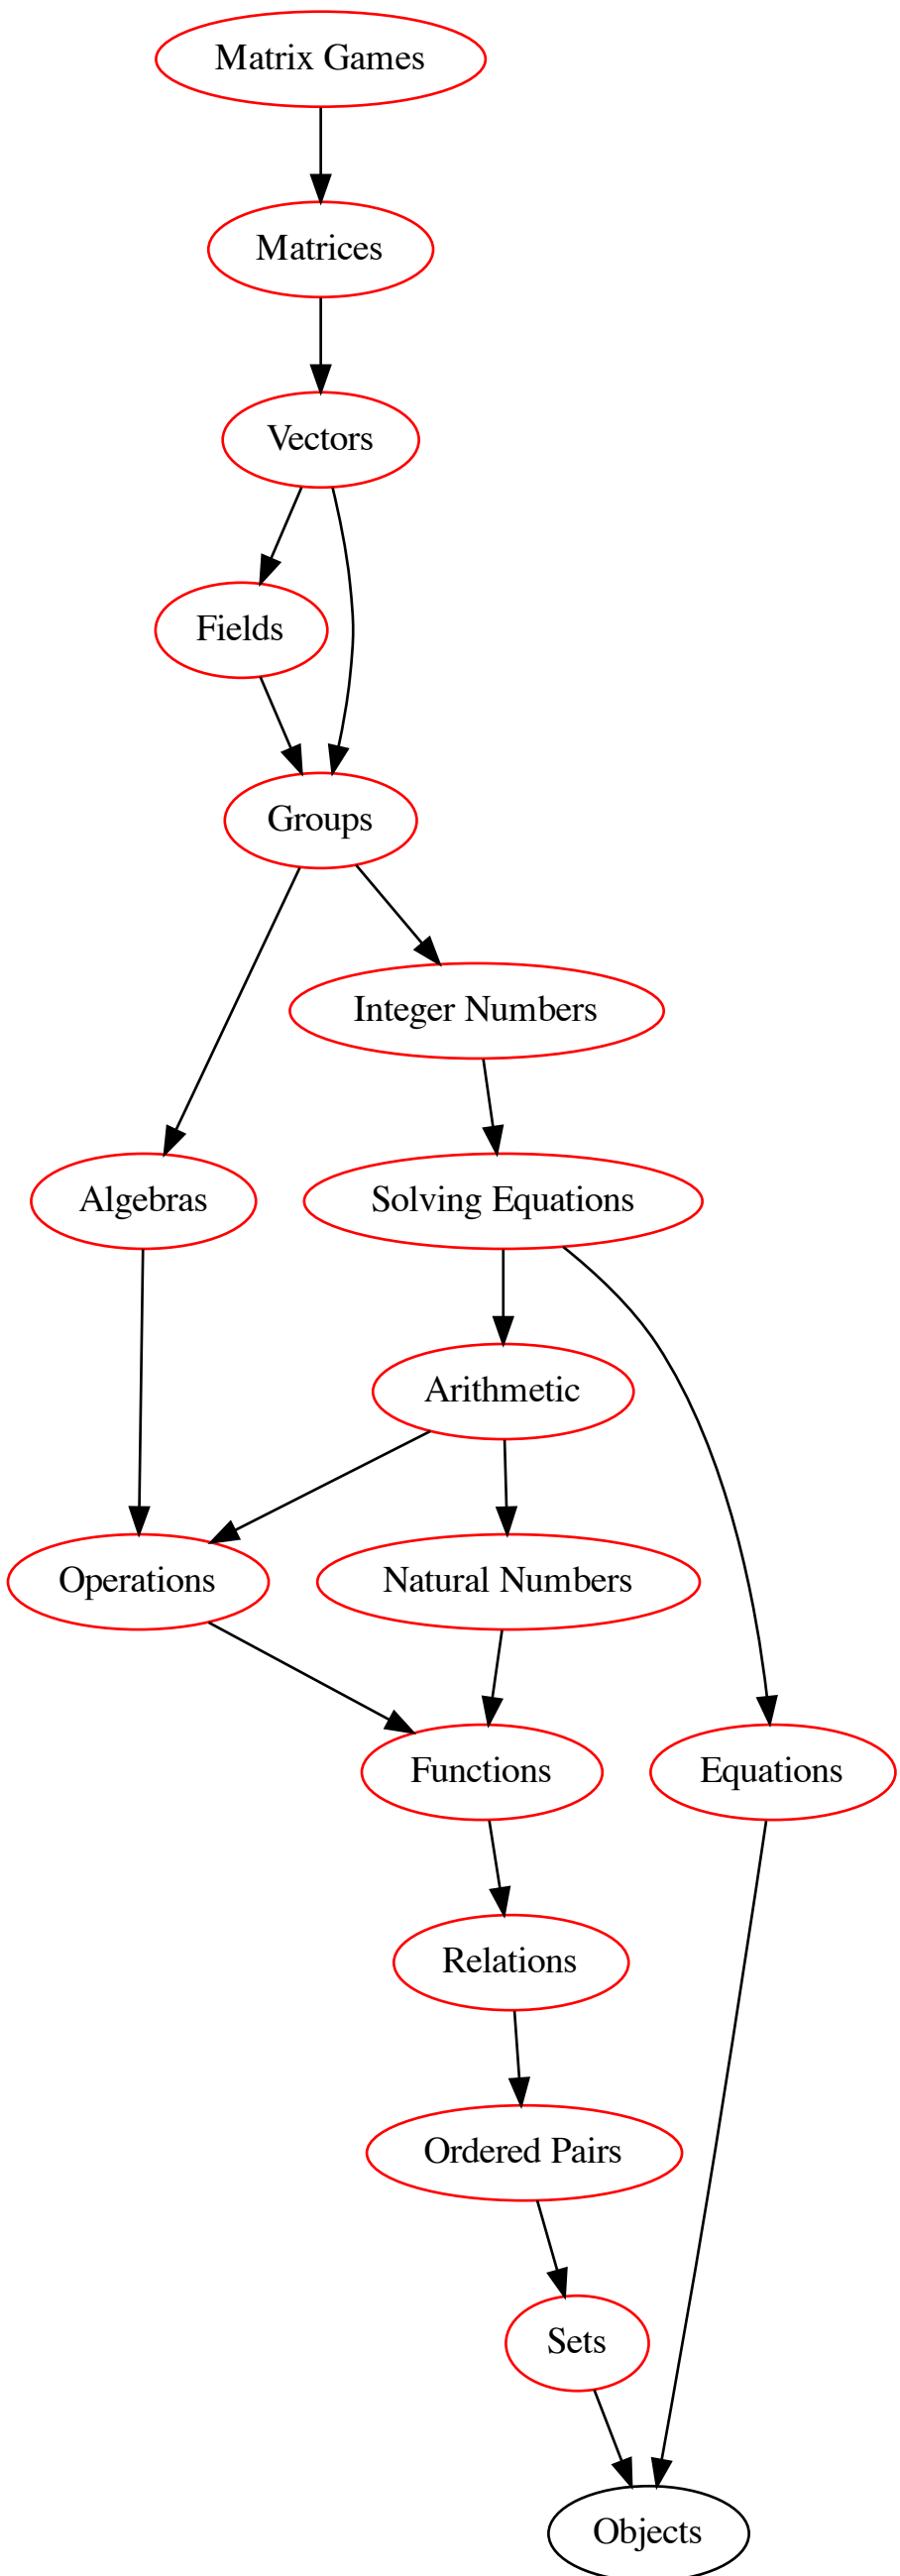 Matrix Games
Matrices
Vectors
Fields
Groups
Integer Numbers
Algebras
Solving Equations
Arithmetic
Operations
Natural Numbers
Functions
Equations
Relations
Ordered Pairs
Sets
Objects